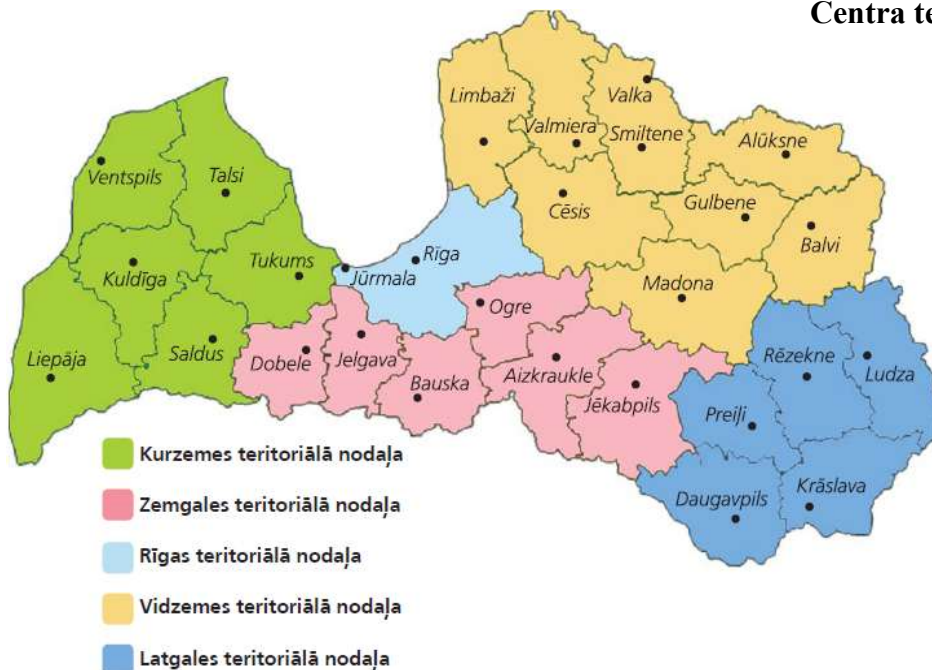 Centra te
Limbaži
Valka
Valmiera
Smiltene
Alūksne
Ventspils
Talsi
Cēsis
Gulbene
Balvi
Kuldīga
Tukums
Rīga
Jūrmala
Madona
Ogre
Liepāja
Saldus
Dobele
Jelgava
Bauska
Aizkraukle
Jēkabpils
Rēzekne
Ludza
Preiļi
Daugavpils
Krāslava
Kurzemes teritoriālā nodaļa
Zemgales teritoriālā nodaļa
Rīgas teritoriālā nodaļa
Vidzemes teritoriālā nodaļa
Latgales teritoriālā nodaļa